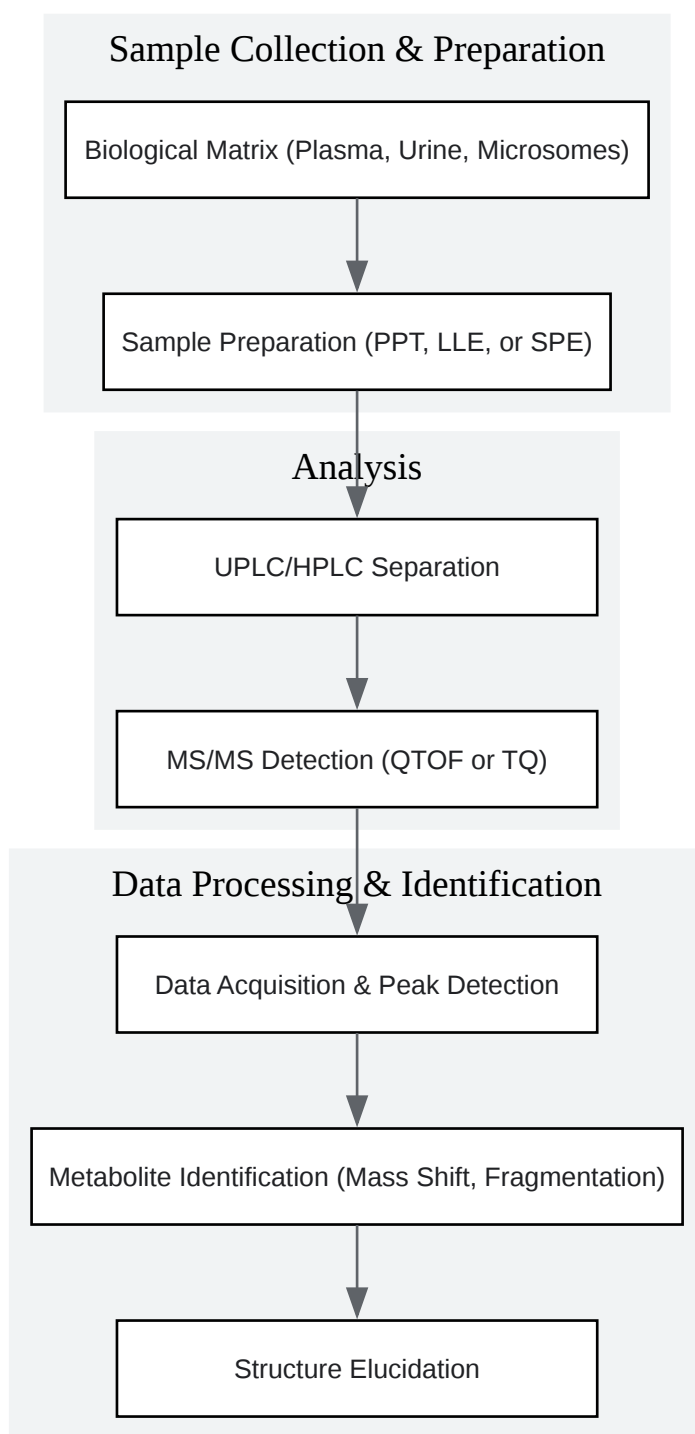 Sample Collection & Preparation
Biological Matrix (Plasma, Urine, Microsomes)
Sample Preparation (PPT, LLE, or SPE)
Analysis
UPLC/HPLC Separation
MS/MS Detection (QTOF or TQ)
Data Processing & Identification
Data Acquisition & Peak Detection
Metabolite Identification (Mass Shift, Fragmentation)
Structure Elucidation